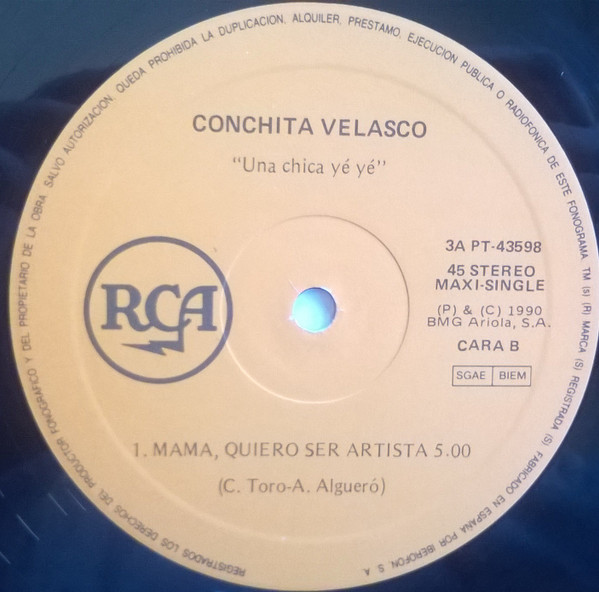 REGISTRADOS LOS DERECHOS DEL PRODUCTOR FONOGRAFICO Y DEL PROPIETARIO DE LA OBRA. SALVO AUTORIZACION, QUEDA PROHIBIDA LA DUPLICACION, ALQUILER, PRESTAMO, EJECUCION PUBLICA O RADIOFONICA DE ESTE FONOGRAMA. TM (s) (R) MARCA (S) REGISTRADA (S) FABRICADO EN ESPAÑA POR IBEROFON, S. A.
CONCHITA VELASCO
"Una chica yé yé"
RCA
3A PT-43598
45 STEREO
MAXI-SINGLE
(P) & (C) 1990
BMG Ariola, S.A.
CARA B
SGAE BIEM
1. MAMA, QUIERO SER ARTISTA 5.00
(C. Toro-A. Algueró)